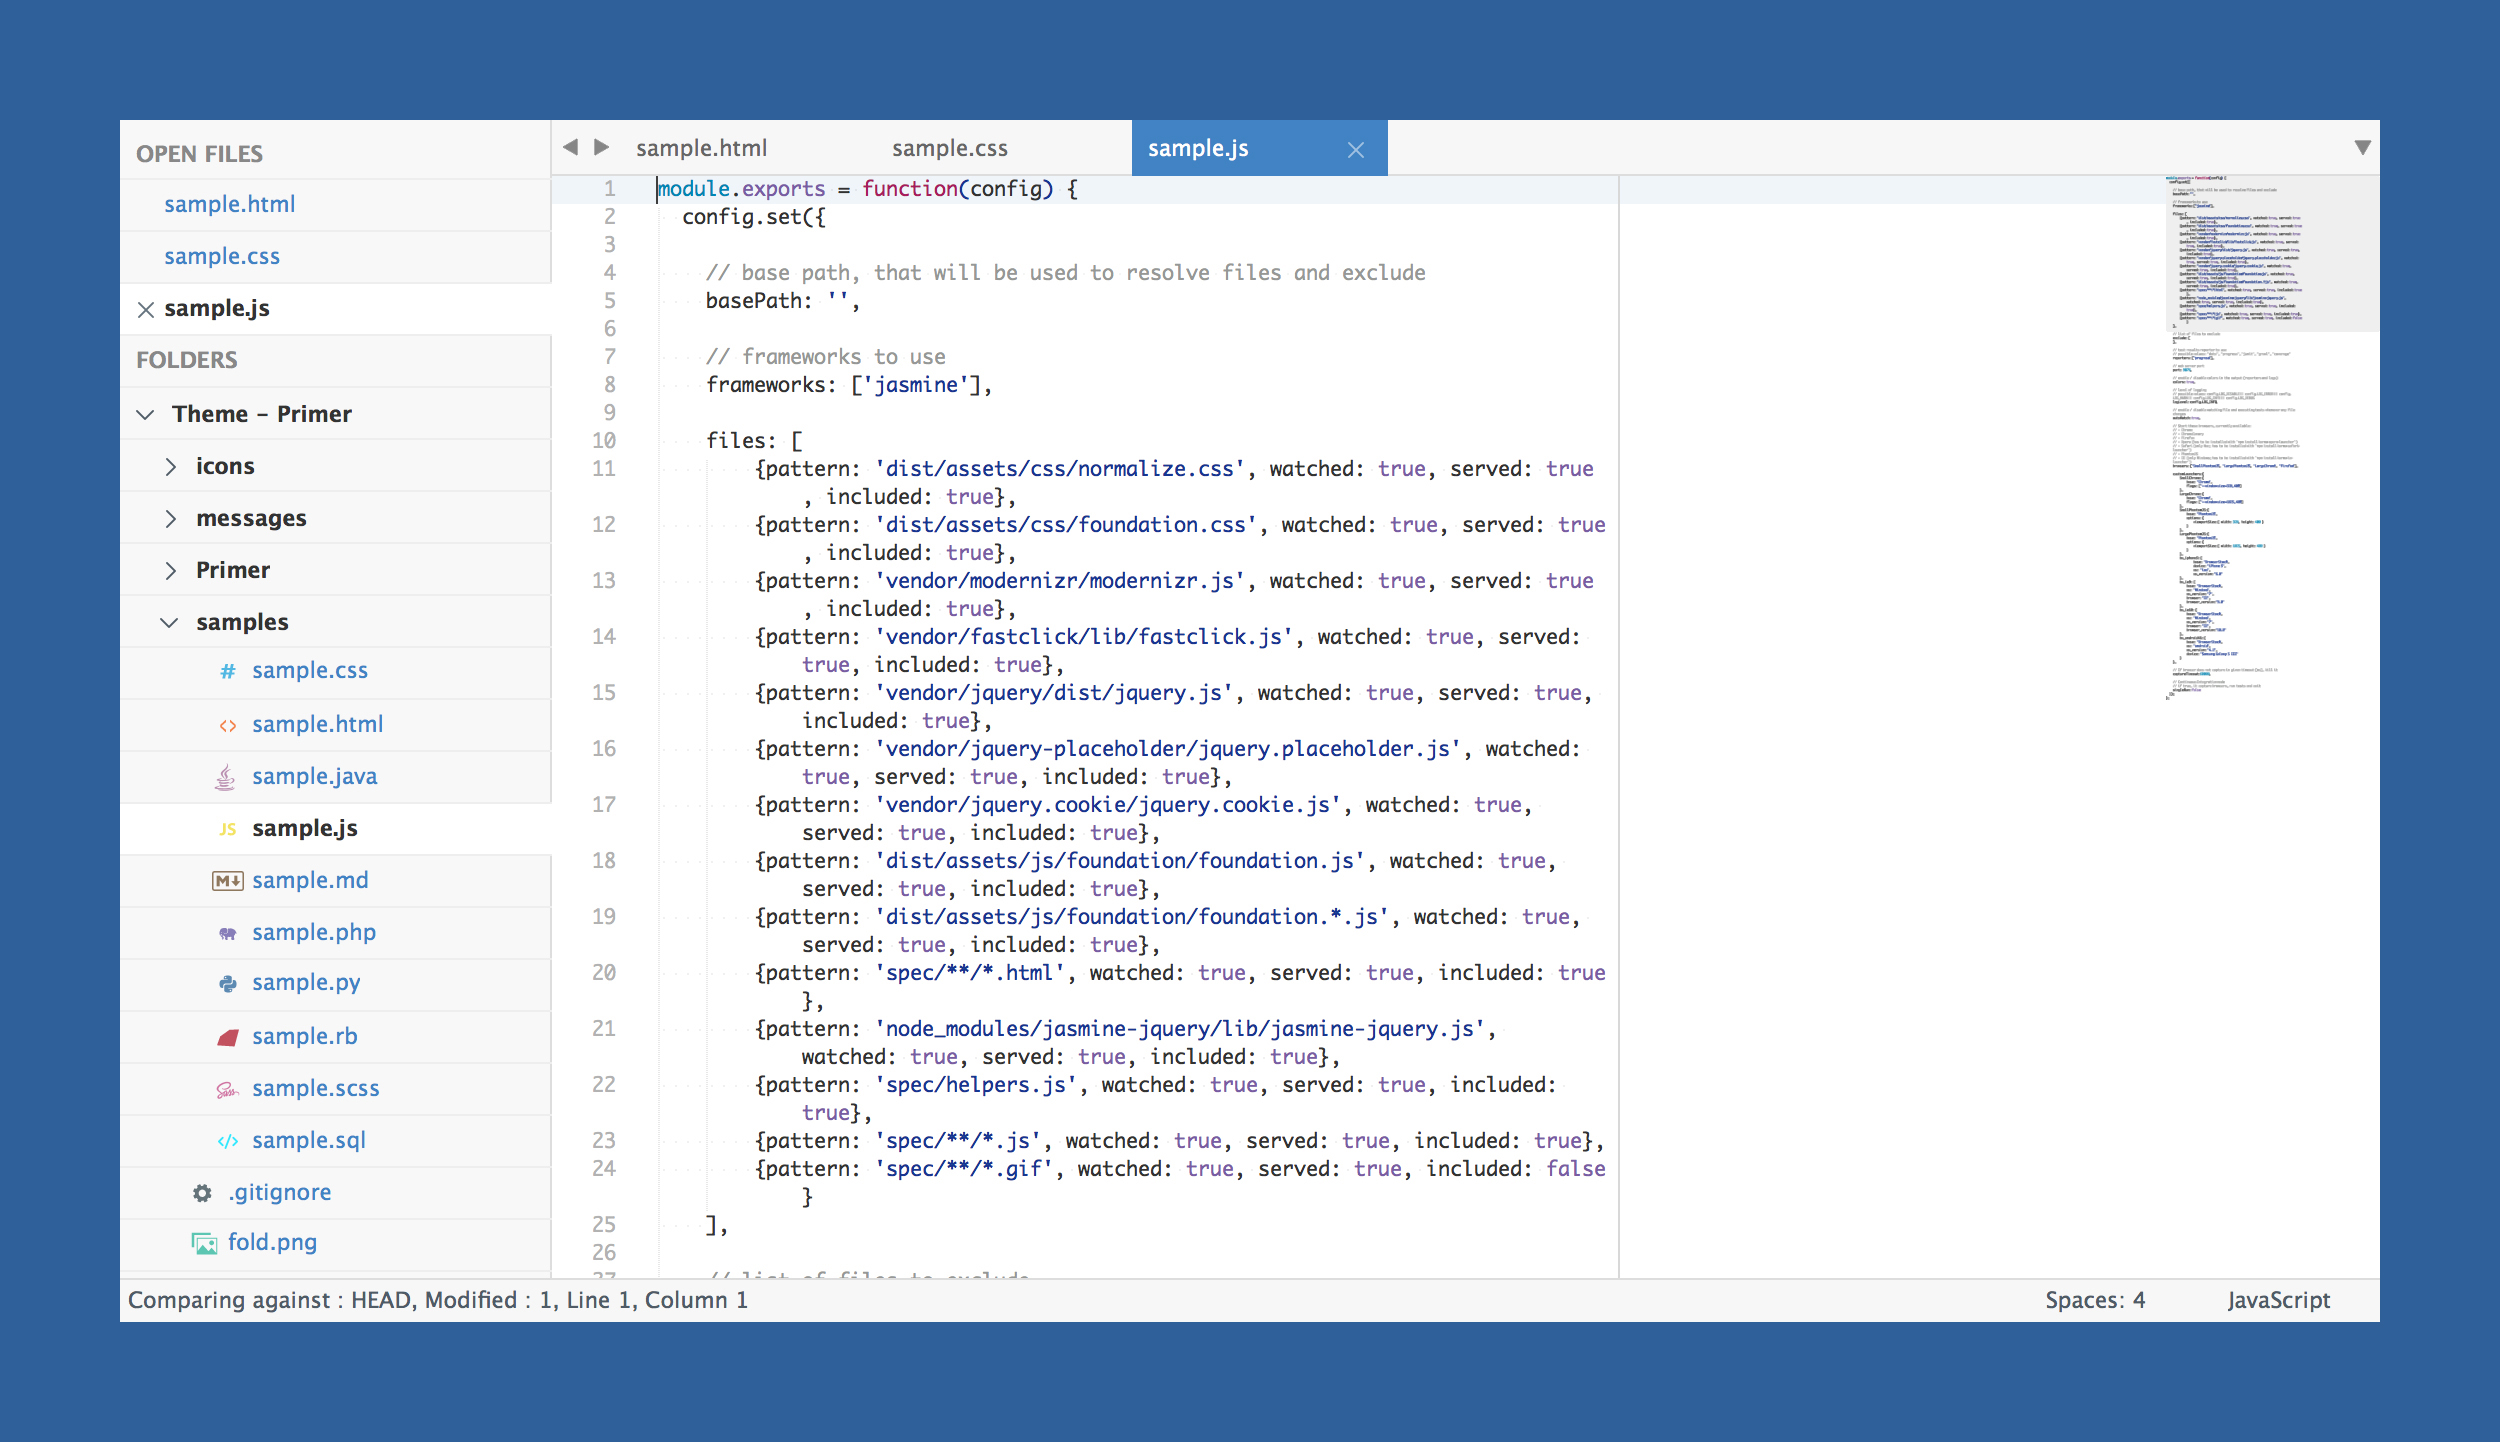 OPEN FILES
sample.html
sample.css
sample.js
FOLDERS
Theme – Primer
icons
messages
Primer
samples
# sample.css
<> sample.html
sample.java
JS sample.js
M sample.md
sample.php
sample.py
sample.rb
Sass sample.scss
</> sample.sql
.gitignore
fold.png
sample.html sample.css sample.js
1 module.exports = function(config) {
2 config.set({
3
4 // base path, that will be used to resolve files and exclude
5 basePath: '',
6
7 // frameworks to use
8 frameworks: ['jasmine'],
9
10 files: [
11 {pattern: 'dist/assets/css/normalize.css', watched: true, served: true
, included: true},
12 {pattern: 'dist/assets/css/foundation.css', watched: true, served: true
, included: true},
13 {pattern: 'vendor/modernizr/modernizr.js', watched: true, served: true
, included: true},
14 {pattern: 'vendor/fastclick/lib/fastclick.js', watched: true, served:
true, included: true},
15 {pattern: 'vendor/jquery/dist/jquery.js', watched: true, served: true,
included: true},
16 {pattern: 'vendor/jquery-placeholder/jquery.placeholder.js', watched:
true, served: true, included: true},
17 {pattern: 'vendor/jquery.cookie/jquery.cookie.js', watched: true,
served: true, included: true},
18 {pattern: 'dist/assets/js/foundation/foundation.js', watched: true,
served: true, included: true},
19 {pattern: 'dist/assets/js/foundation/foundation.*.js', watched: true,
served: true, included: true},
20 {pattern: 'spec/**/*.html', watched: true, served: true, included: true
},
21 {pattern: 'node_modules/jasmine-jquery/lib/jasmine-jquery.js',
watched: true, served: true, included: true},
22 {pattern: 'spec/helpers.js', watched: true, served: true, included:
true},
23 {pattern: 'spec/**/*.js', watched: true, served: true, included: true},
24 {pattern: 'spec/**/*.gif', watched: true, served: true, included: false
}
25 ],
26
27 // list of files to exclude
Comparing against : HEAD, Modified : 1, Line 1, Column 1
Spaces: 4 JavaScript